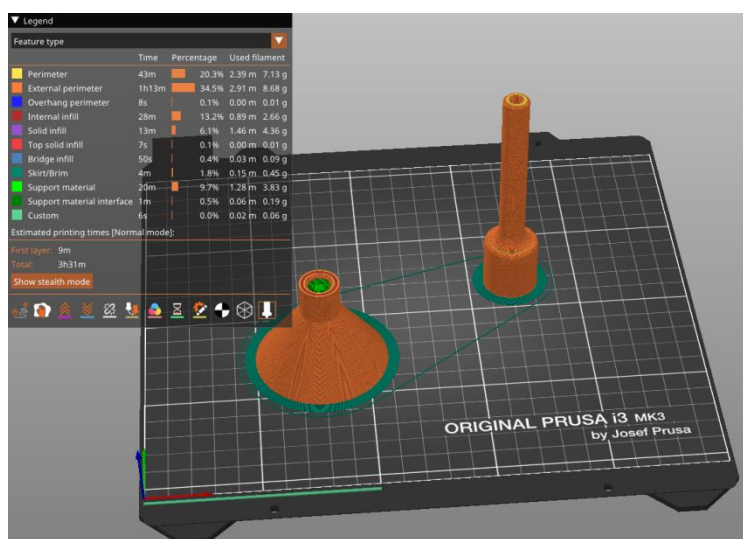 Legend
Feature type
Time Percentage Used filament
Perimeter 43m 20.3% 2.39 m 7.13 g
External perimeter 1h13m 34.5% 2.91 m 8.68 g
Overhang perimeter 8s 0.1% 0.00 m 0.01 g
Internal infill 28m 13.2% 0.89 m 2.66 g
Solid infill 13m 6.1% 1.46 m 4.36 g
Top solid infill 7s 0.1% 0.00 m 0.01 g
Bridge infill 50s 0.4% 0.03 m 0.09 g
Skirt/Brim 4m 1.8% 0.15 m 0.45 g
Support material 20m 9.7% 1.28 m 3.83 g
Support material interface 1m 0.5% 0.06 m 0.19 g
Custom 6s 0.0% 0.02 m 0.06 g
Estimated printing times [Normal mode]:
First layer: 9m
Total: 3h31m
Show stealth mode
ORIGINAL PRUSA i3 MK3
by Josef Prusa